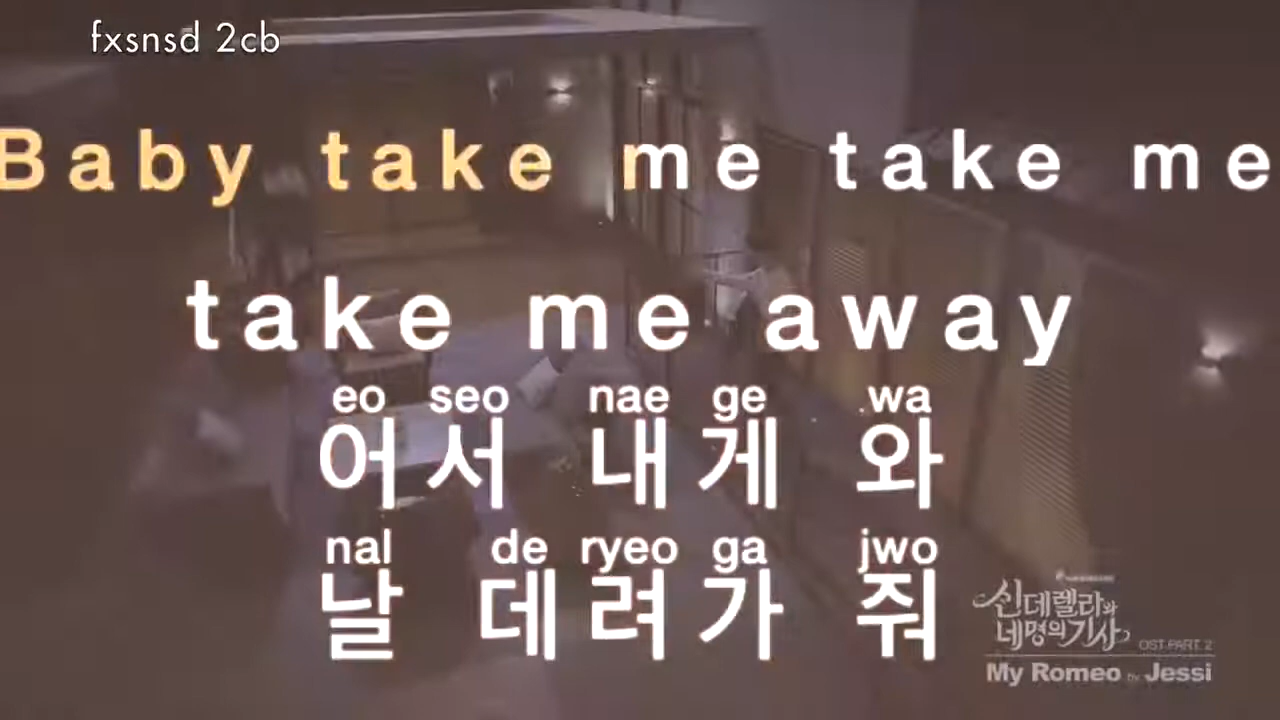 fxsnsd 2cb
Baby take me take me
take me away
eo seo nae ge wa
어서 내게 와
nal de ryeo ga jwo
날 데려가 줘
신데렐라와
네명의기사
OST PART. 2
My Romeo by Jessi